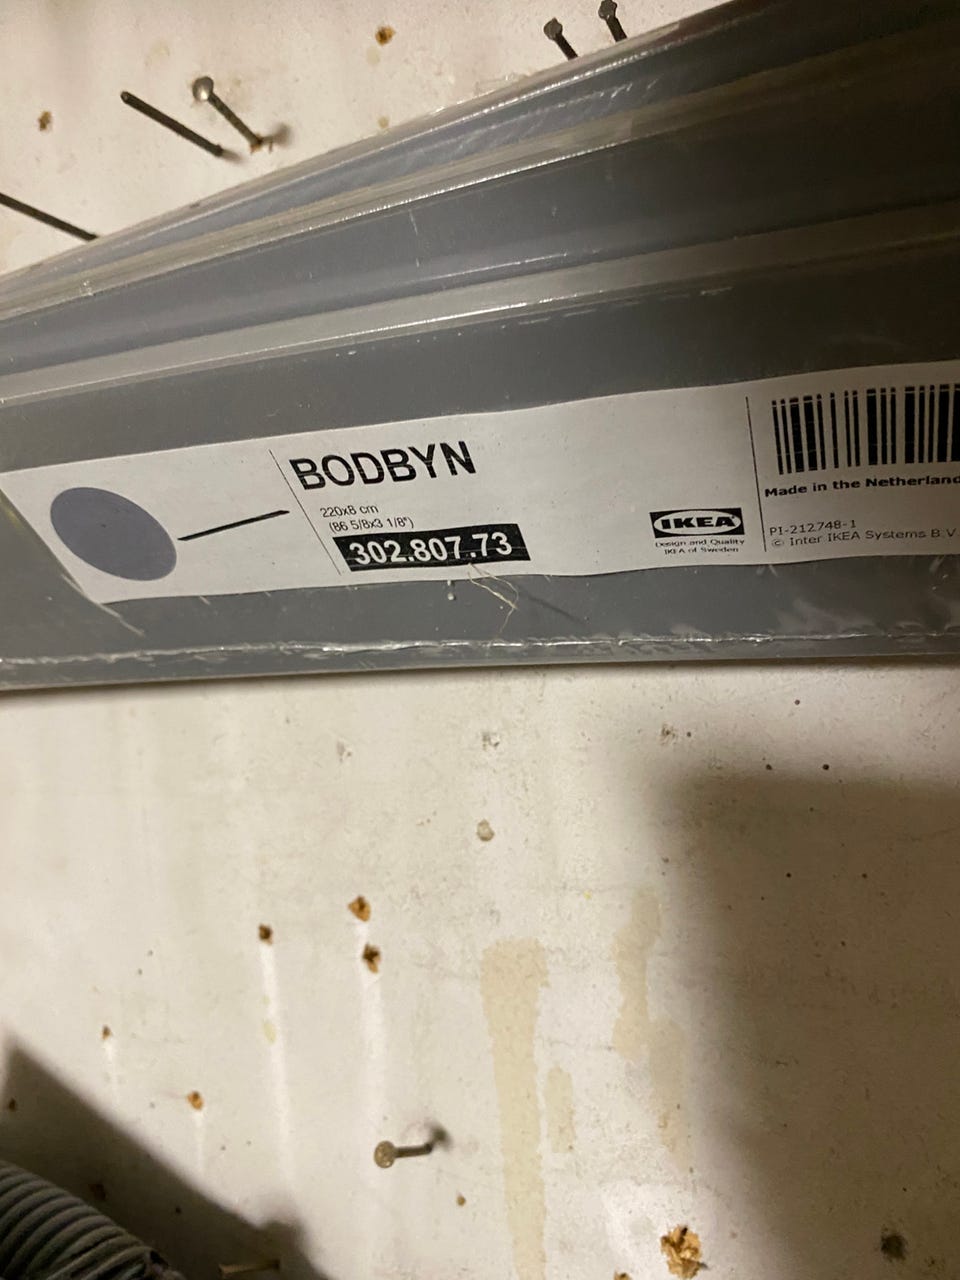 BODBYN
220x8 cm
(86 5/8x3 1/8")
302.807.73
IKEA
Design and Quality
IKEA of Sweden
Made in the Netherland
PI-212748-1
© Inter IKEA Systems B.V.